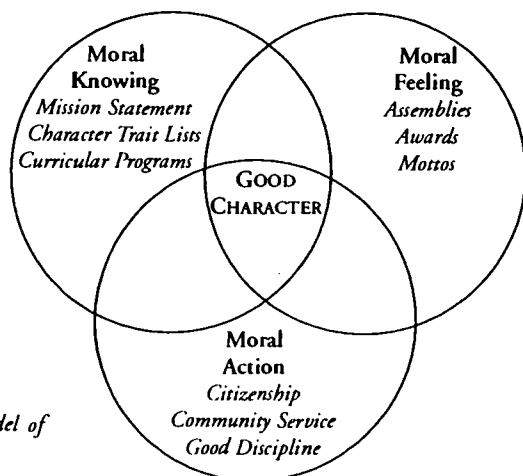 Moral
Knowing
Mission Statement
Character Trait Lists
Curricular Programs
Moral
Feeling
Assemblies
Awards
Mottos
GOOD
CHARACTER
Moral
Action
Citizenship
Community Service
Good Discipline
of